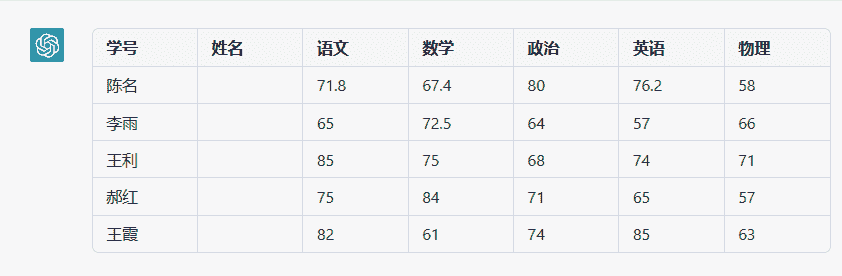 学号 姓名 语文 数学 政治 英语 物理
陈名 71.8 67.4 80 76.2 58
李雨 65 72.5 64 57 66
王利 85 75 68 74 71
郝红 75 84 71 65 57
王霞 82 61 74 85 63